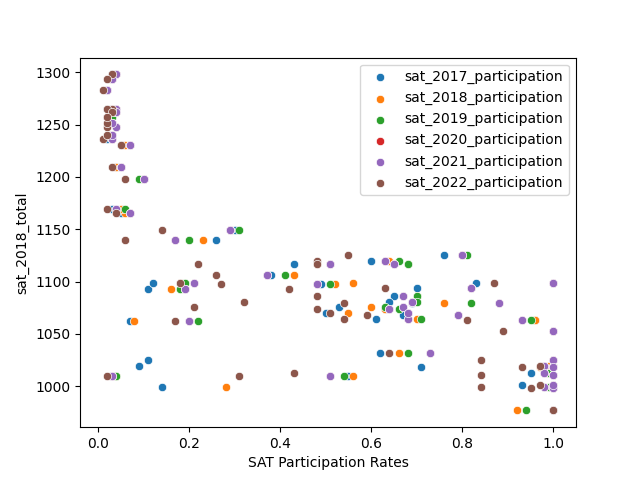 1300
1250
1200
1150
1100
1050
1000
sat_2018_total
0.0
0.2
0.4
0.6
0.8
1.0
SAT Participation Rates
sat_2017_participation
sat_2018_participation
sat_2019_participation
sat_2020_participation
sat_2021_participation
sat_2022_participation